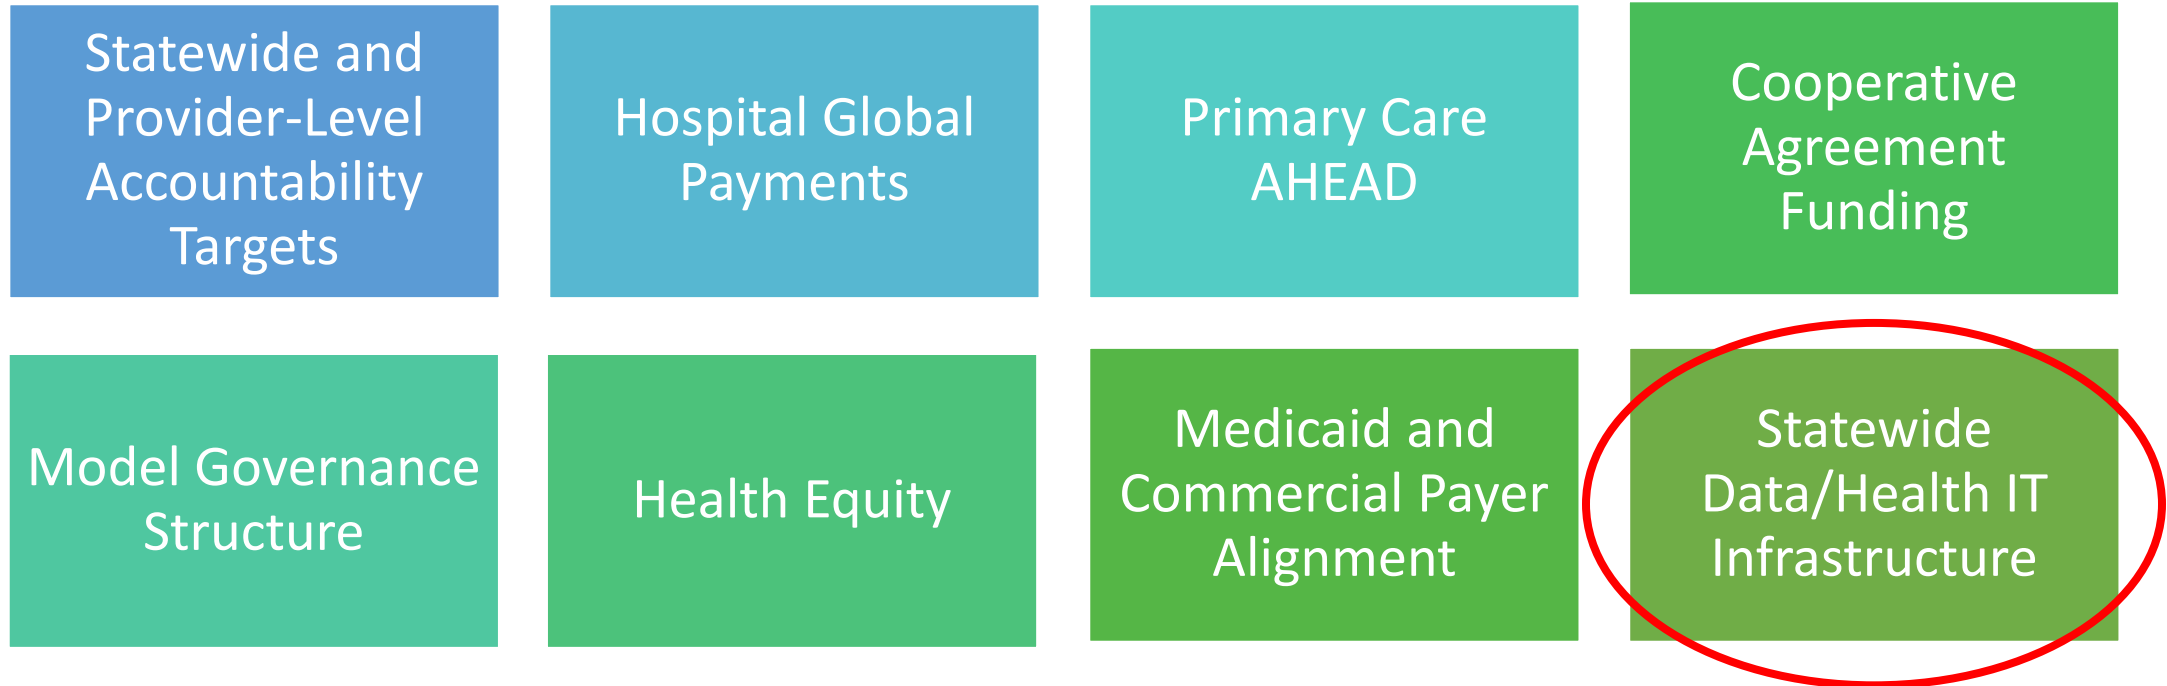 Statewide and
Provider-Level
Accountability
Targets
Hospital Global
Payments
Primary Care
AHEAD
Cooperative
Agreement
Funding
Model Governance
Structure
Health Equity
Medicaid and
Commercial Payer
Alignment
Statewide
Data/Health IT
Infrastructure